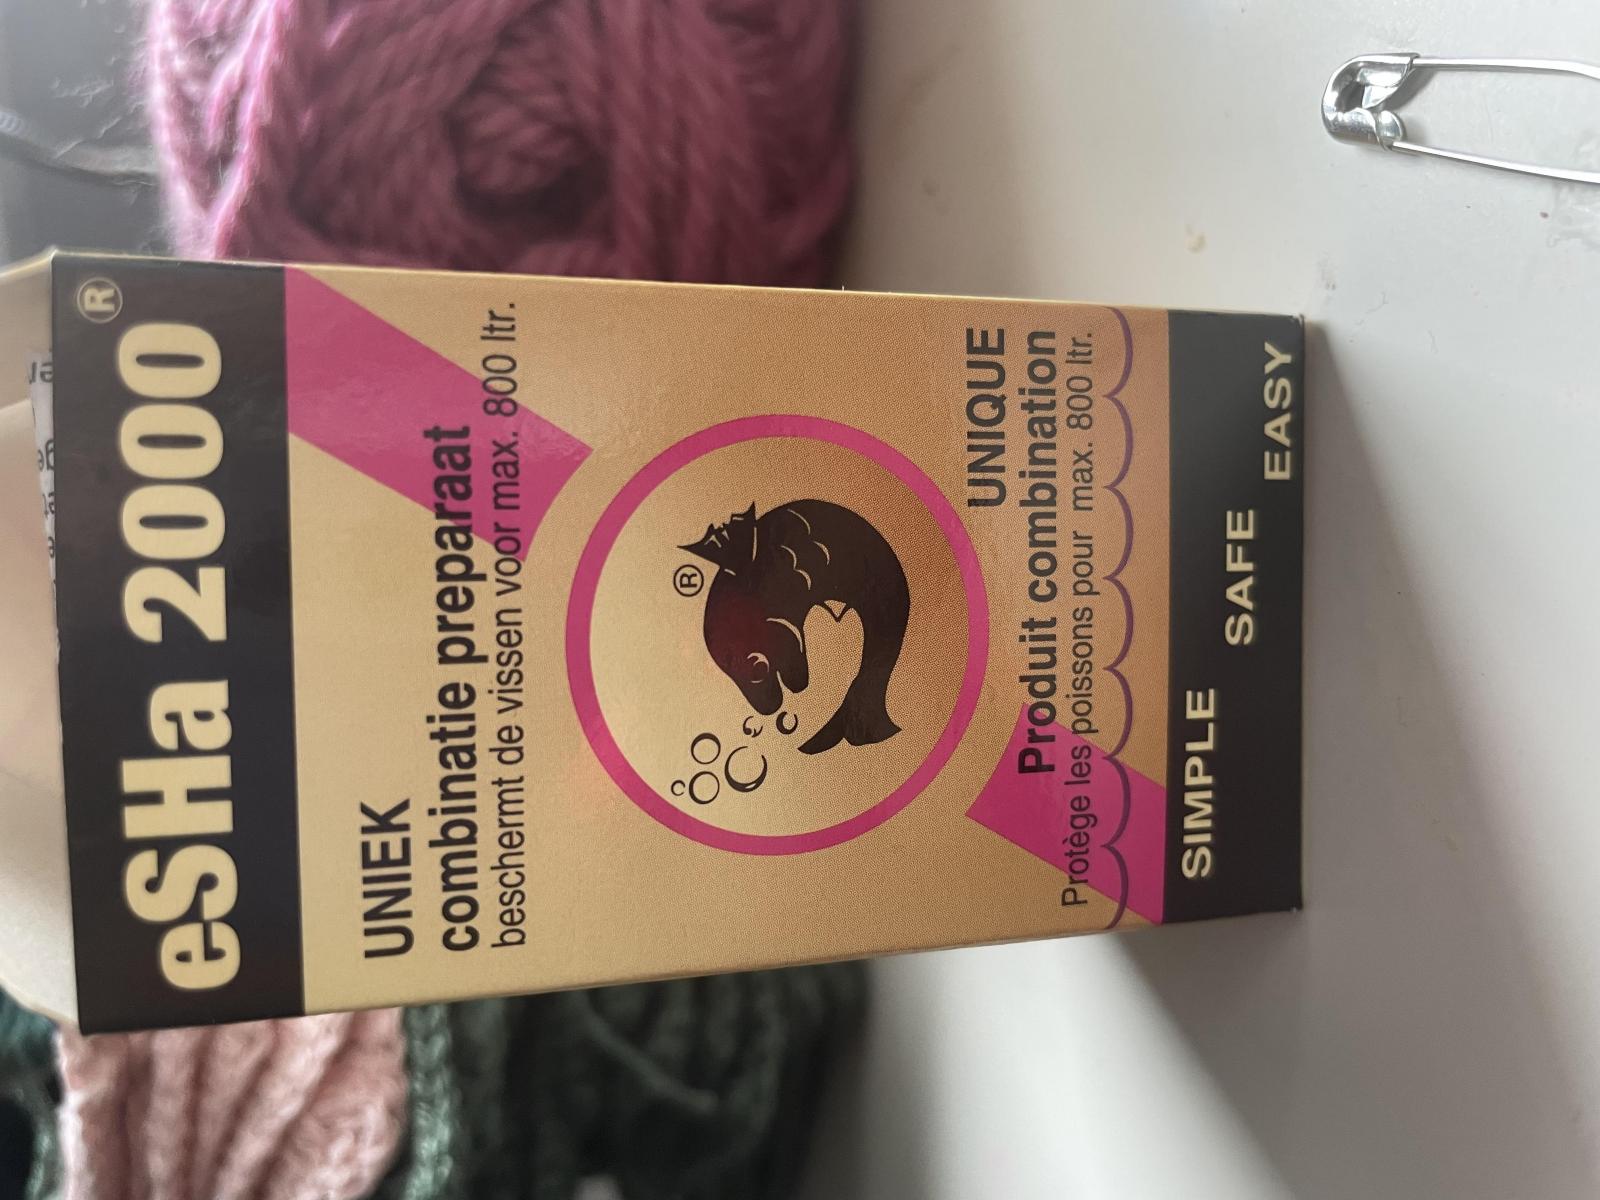 eSHa 2000®
UNIEK
combinatie preparaat
beschermt de vissen voor max. 800 ltr.
®
UNIQUE
Produit combination
Protège les poissons pour max. 800 ltr.
SIMPLE
SAFE
EASY